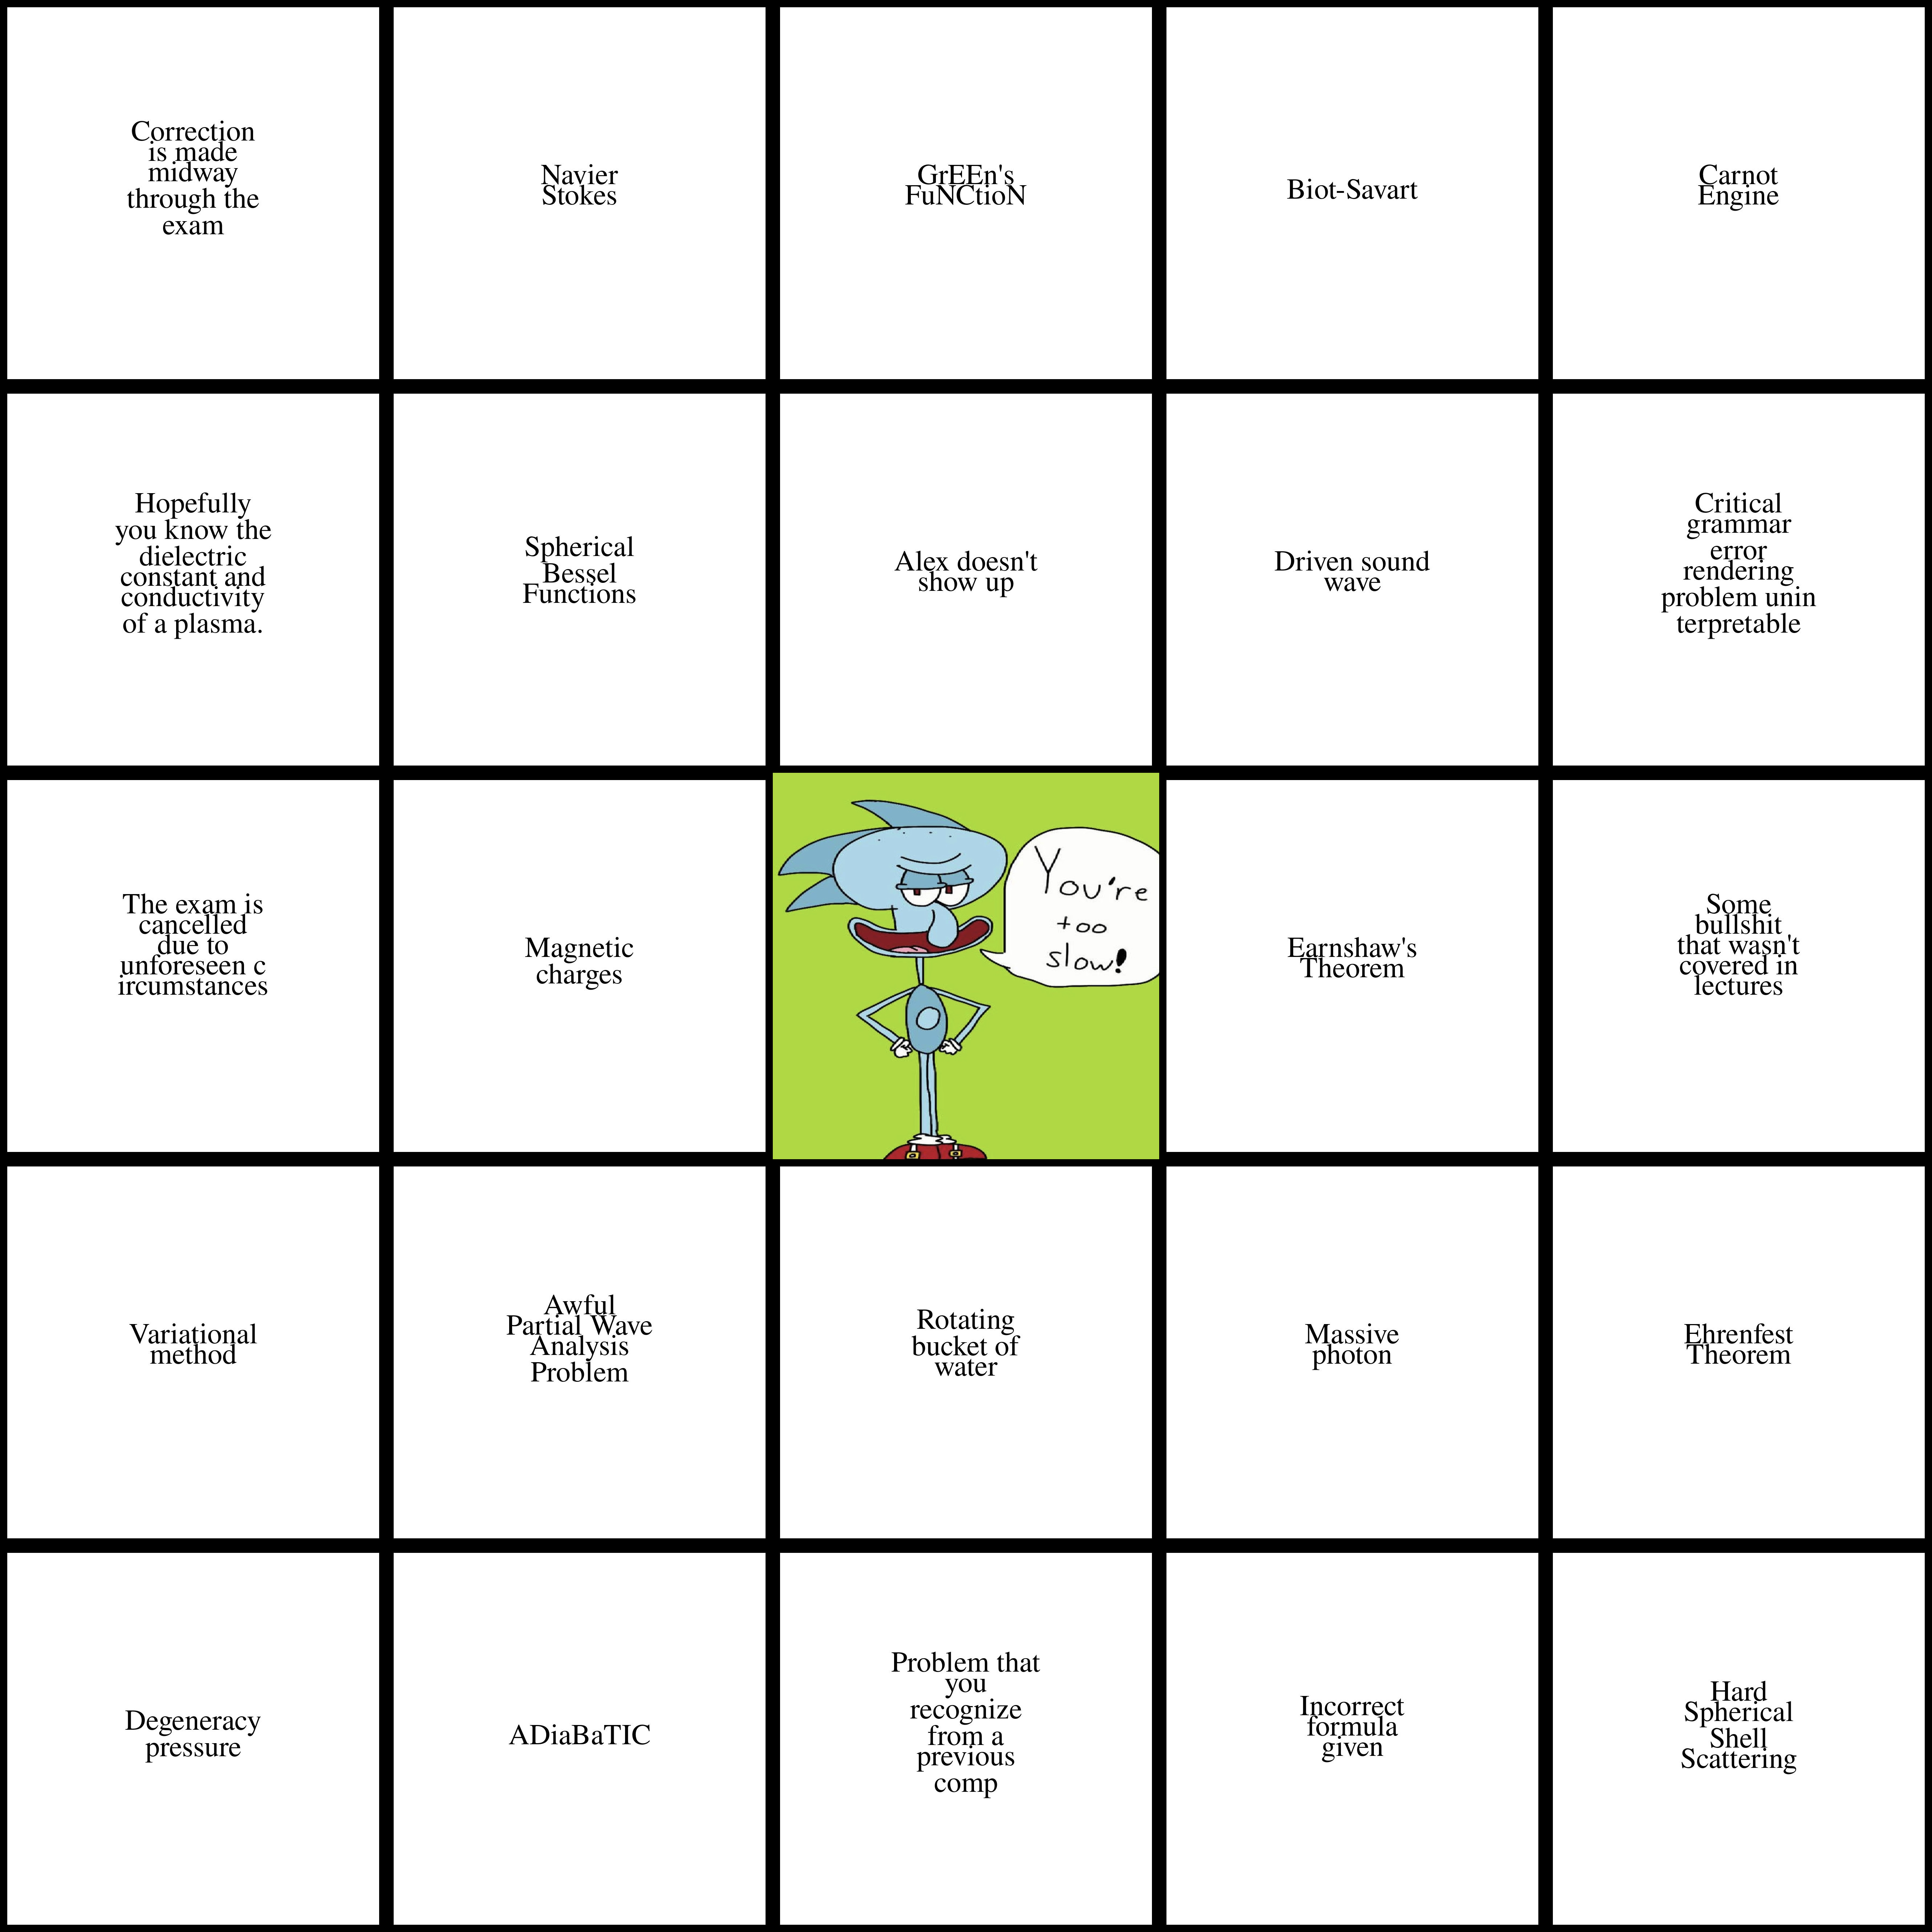 Correction
is made
midway
through the
exam
Navier
Stokes
GrEEn's
FuNCtioN
Biot-Savart
Carnot
Engine
Hopefully
you know the
dielectric
constant and
conductivity
of a plasma.
Spherical
Bessel
Functions
Alex doesn't
show up
Driven sound
wave
Critical
grammar
error
rendering
problem unin
terpretable
The exam is
cancelled
due to
unforeseen c
ircumstances
Magnetic
charges
You're
too
slow!
Earnshaw's
Theorem
Some
bullshit
that wasn't
covered in
lectures
Variational
method
Awful
Partial Wave
Analysis
Problem
Rotating
bucket of
water
Massive
photon
Ehrenfest
Theorem
Degeneracy
pressure
ADiaBaTIC
Problem that
you
recognize
from a
previous
comp
Incorrect
formula
given
Hard
Spherical
Shell
Scattering